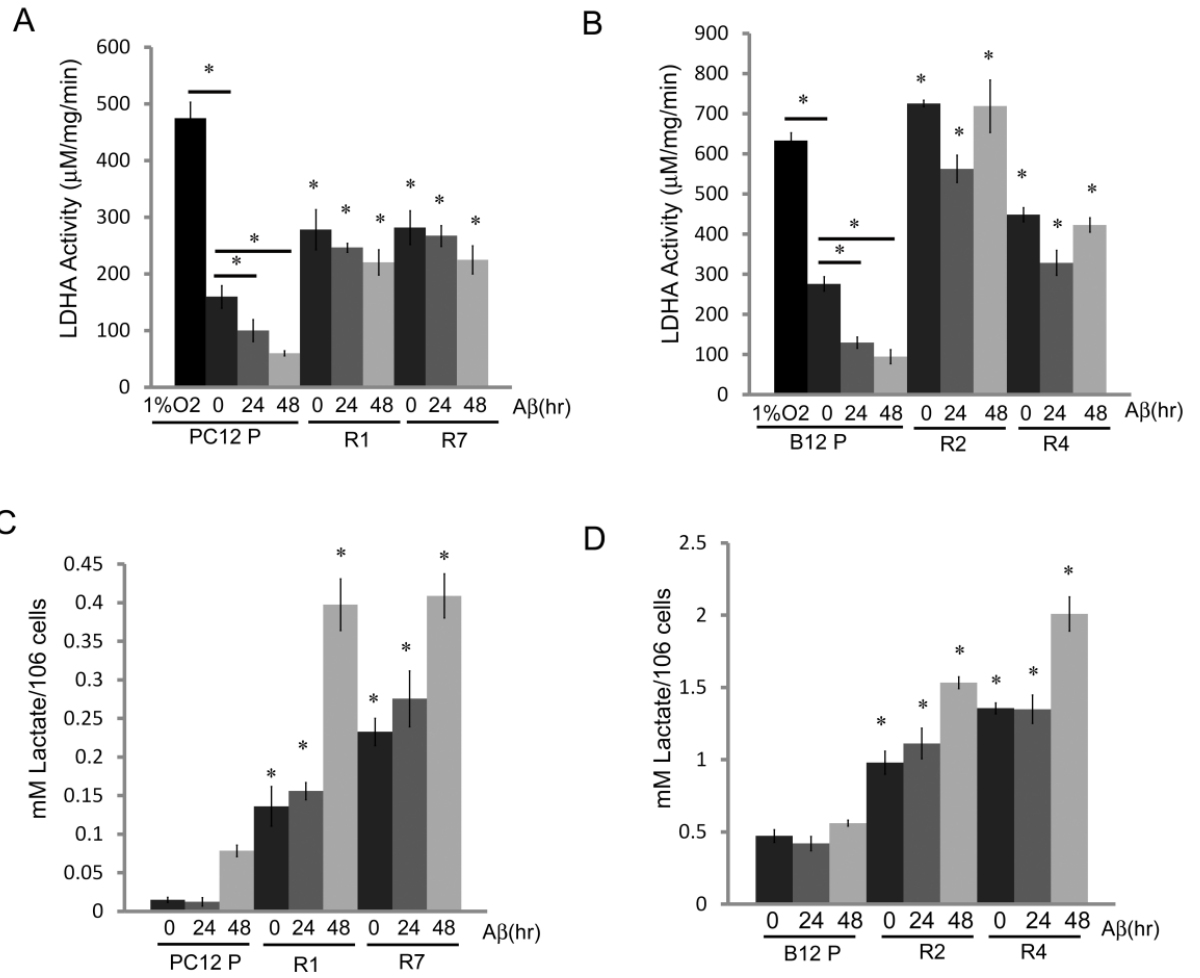 A
LDHA Activity (µM/mg/min)
600
500
400
300
200
100
0
*
*
*
* * * * * *
1%O2 0 24 48 0 24 48 0 24 48 Aβ(hr)
PC12 P R1 R7
B
LDHA Activity (µM/mg/min)
900
800
700
600
500
400
300
200
100
0
*
*
*
* * * * * *
1%O2 0 24 48 0 24 48 0 24 48 Aβ(hr)
B12 P R2 R4
C
mM Lactate/106 cells
0.45
0.4
0.35
0.3
0.25
0.2
0.15
0.1
0.05
0
* * * * * *
0 24 48 0 24 48 0 24 48 Aβ(hr)
PC12 P R1 R7
D
mM Lactate/106 cells
2.5
2
1.5
1
0.5
0
* * * * * *
0 24 48 0 24 48 0 24 48 Aβ(hr)
B12 P R2 R4